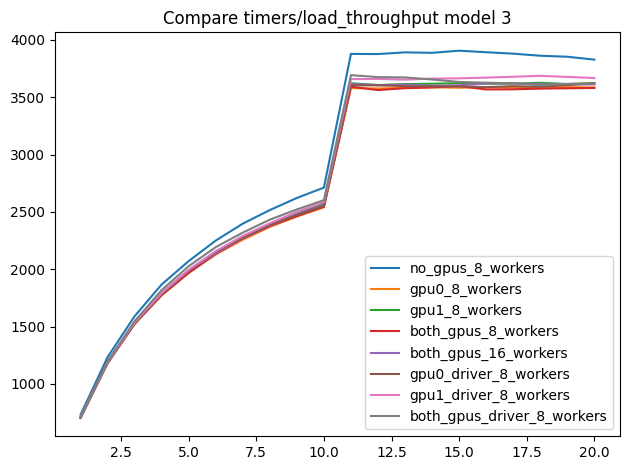 Compare timers/load_throughput model 3
4000
3500
3000
2500
2000
1500
1000
no_gpus_8_workers
gpu0_8_workers
gpu1_8_workers
both_gpus_8_workers
both_gpus_16_workers
gpu0_driver_8_workers
gpu1_driver_8_workers
both_gpus_driver_8_workers
2.5 5.0 7.5 10.0 12.5 15.0 17.5 20.0